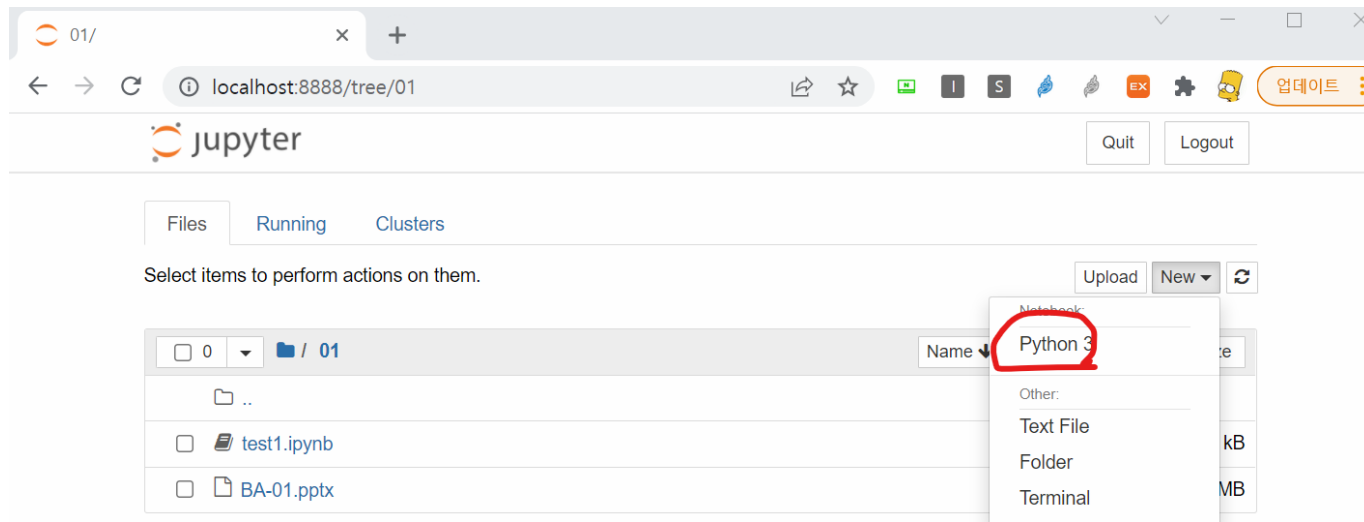 01/
localhost:8888/tree/01
I
S
EX
업데이트
jupyter
Quit
Logout
Files
Running
Clusters
Select items to perform actions on them.
Upload
New
Notebook:
Python 3
0
/ 01
Name
Other:
..
Text File
test1.ipynb
kB
Folder
BA-01.pptx
MB
Terminal